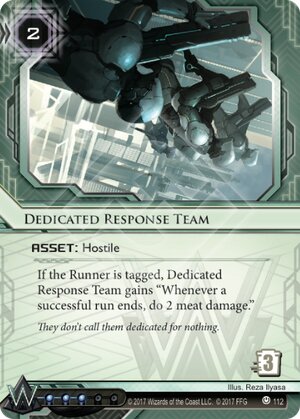 2
DEDICATED RESPONSE TEAM
ASSET: Hostile
If the Runner is tagged, Dedicated
Response Team gains “Whenever a
successful run ends, do 2 meat damage.”
They don't call them dedicated for nothing.
3
Illus. Reza Ilyasa
© 2017 Wizards of the Coast LLC. © 2017 FFG 112